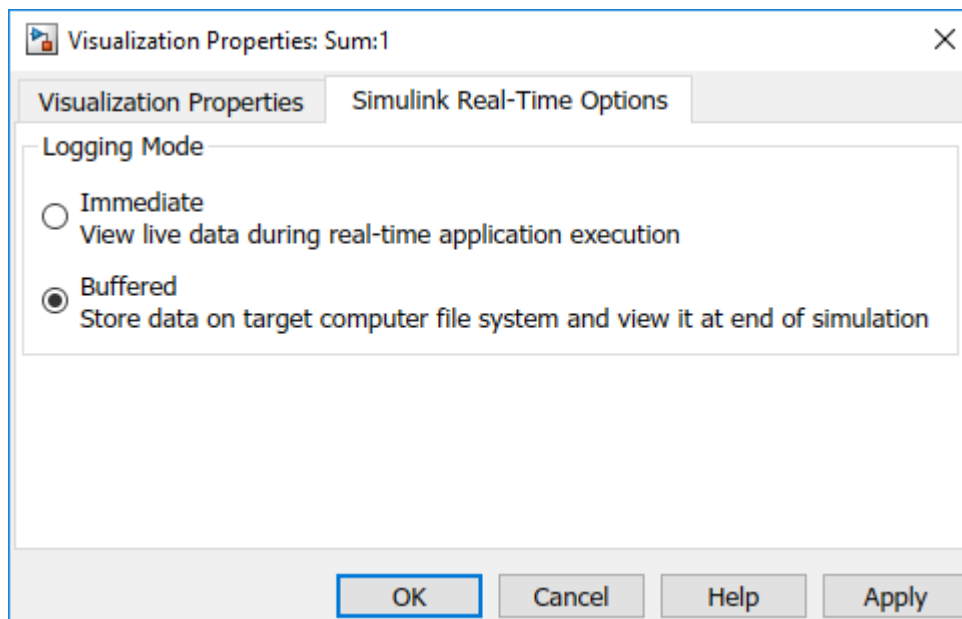 Visualization Properties: Sum:1
Visualization Properties
Simulink Real-Time Options
Logging Mode
Immediate
View live data during real-time application execution
Buffered
Store data on target computer file system and view it at end of simulation
OK
Cancel
Help
Apply